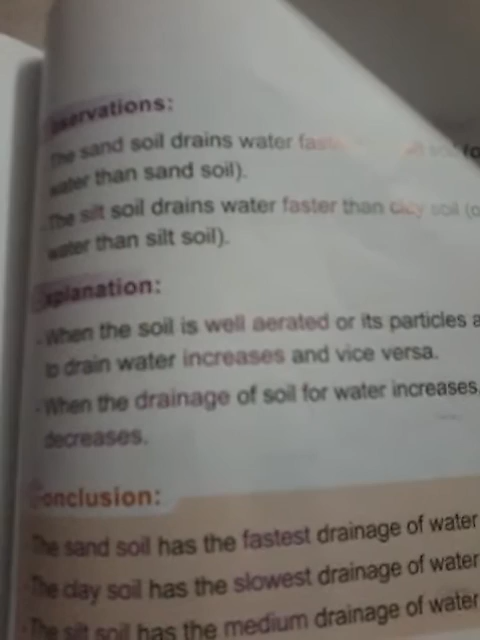 Observations:
The sand soil drains water faster soil
water than sand soil).
The silt soil drains water faster than clay soil
water than silt soil).
Explanation:
- When the soil is well aerated or its particles
to drain water increases and vice versa.
- When the drainage of soil for water increases,
decreases.
Conclusion:
The sand soil has the fastest drainage of water
The clay soil has the slowest drainage of water
The silt soil has the medium drainage of water